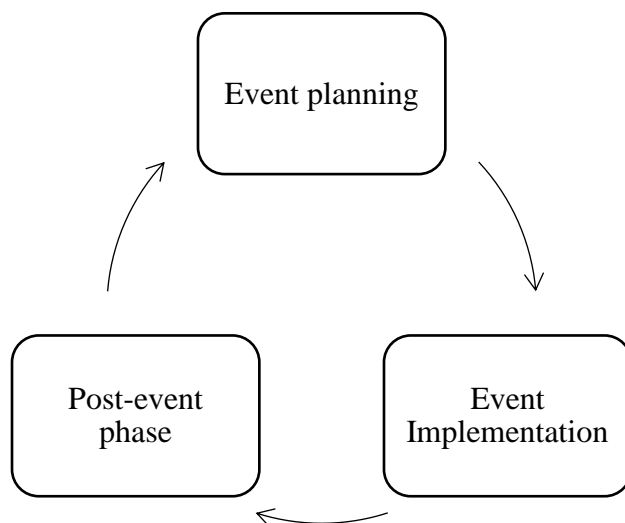 Event planning
Post-event
phase
Event
Implementation